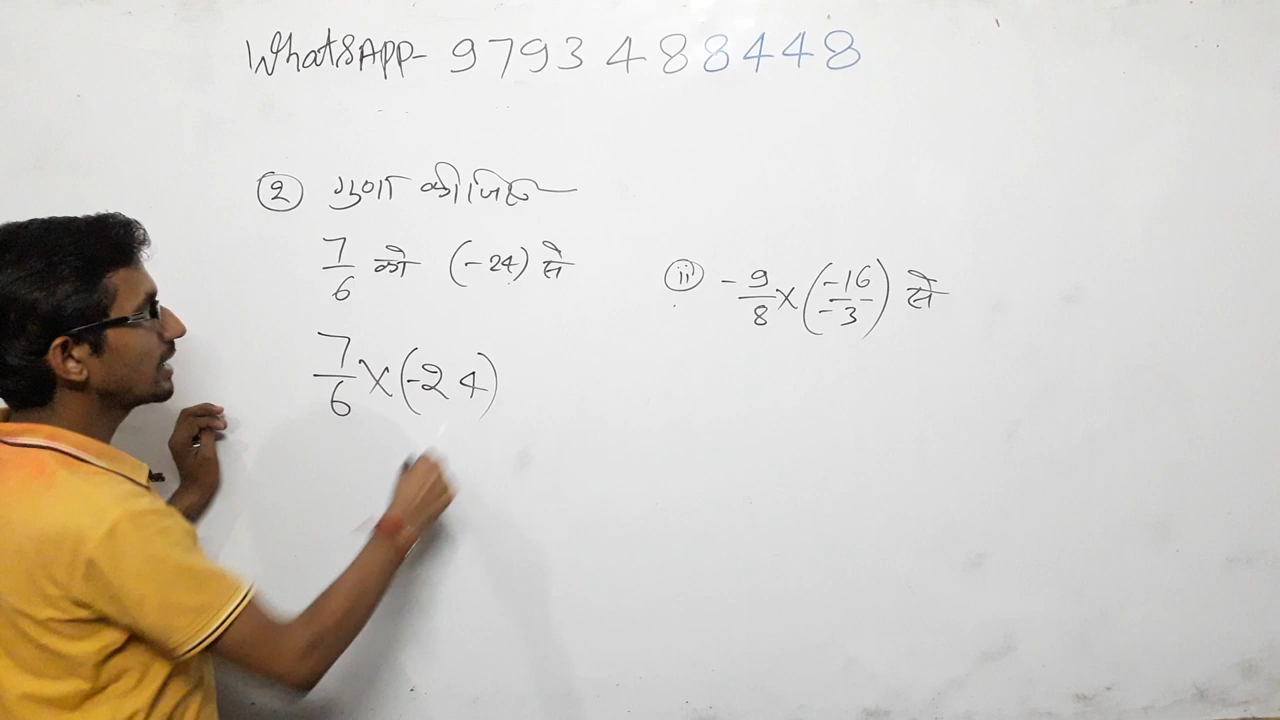 WhatsApp- 9793488448
② गुणा कीजिए
7/6 को (-24) से
7/6 × (-24)
(ii) -9/8 × (-16/-3) से